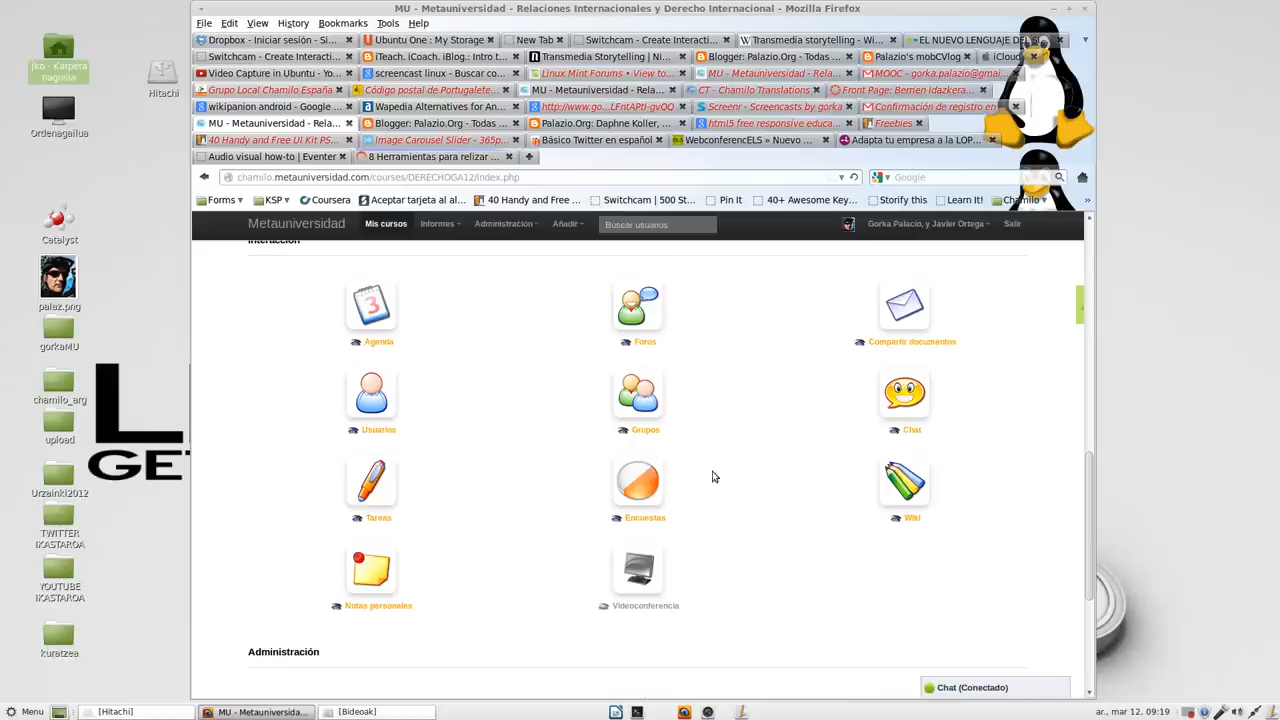 MU - Metauniversidad - Relaciones Internacionales y Derecho Internacional - Mozilla Firefox
File Edit View History Bookmarks Tools Help
Dropbox - Iniciar sesión - Si... Ubuntu One : My Storage New Tab Switchcam - Create Interacti... Transmedia storytelling - Wi... EL NUEVO LENGUAJE DEL
Switchcam - Create Interacti... iTeach. iCoach. iBlog.: In... Transmedia Storytelling | Ni... Blogger: Palazio.Org - Todas ... Palazio's mobCVlog iCloud
Video Capture in Ubuntu - Yo... screencast linux - Buscar... Linux Mint Forums • View to... MU - Metauniversidad - Rela... MOOC - gorka.palazio@gmai...
Grupo Local Chamilo España Código postal de Portugalete... MU - Metauniversidad - Rela... CT - Chamilo Translations Front Page: Berrien Idazkera...
wikipanion android - Google ... Wapedia Alternatives for An... http://www.go...LFntAPtI-gvOQ Screenr - Screencasts by gorka Confirmación de registro en
MU - Metauniversidad - Rela... Blogger: Palazio.Org - Todas ... Palazio.Org: Daphne Koller, ... html5 free responsive educa... Freebies
40 Handy and Free UI Kit PS... Image Carousel Slider - 365p... Básico Twitter en español WebconferencELS » Nuevo ... Adapta tu empresa a la LOP...
Audio visual how-to | Eventer 8 Herramientas para relizar ...
chamilo.metauniversidad.com/courses/DERECHOGA12/index.php Google
Forums KSP Coursera Aceptar tarjeta al al... 40 Handy and Free ... Switchcam | 500 St... Pin It 40+ Awesome Key... Storify this Learn It! Chamilo »
Metauniversidad Mis cursos Informes Administración Añadir Buscar usuarios Gorka Palacio, y Javier Ortega Salir
Interacción
Agenda Foros Compartir documentos
Usuarios Grupos Chat
Tareas Encuestas Wiki
Notas personales Videoconferencia
Administración
Chat (Conectado)
jko - Karpeta nagusia
Hitachi
Ordenagailua
Catalyst
palaz.png
gorkaMU
chamilo_arg
upload
Urzainki2012
TWITTER IKASTAROA
YOUTUBE IKASTAROA
kuratzea
L
GET
Menu [Hitachi] MU - Metauniversida... [Bideoak] ar., mar 12, 09:19